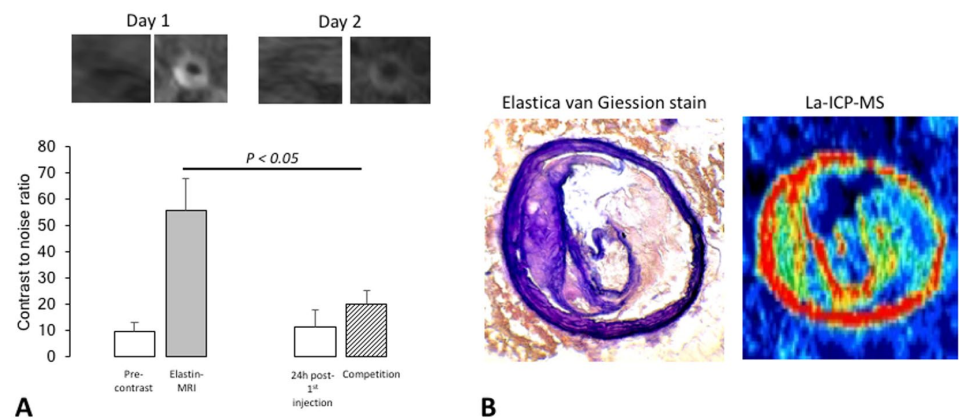 Day 1
Day 2
P < 0.05
Contrast to noise ratio
80
70
60
50
40
30
20
10
0
Pre-
contrast
Elastin-
MRI
24h post-
1st
injection
Competition
A
Elastica van Giession stain
La-ICP-MS
B